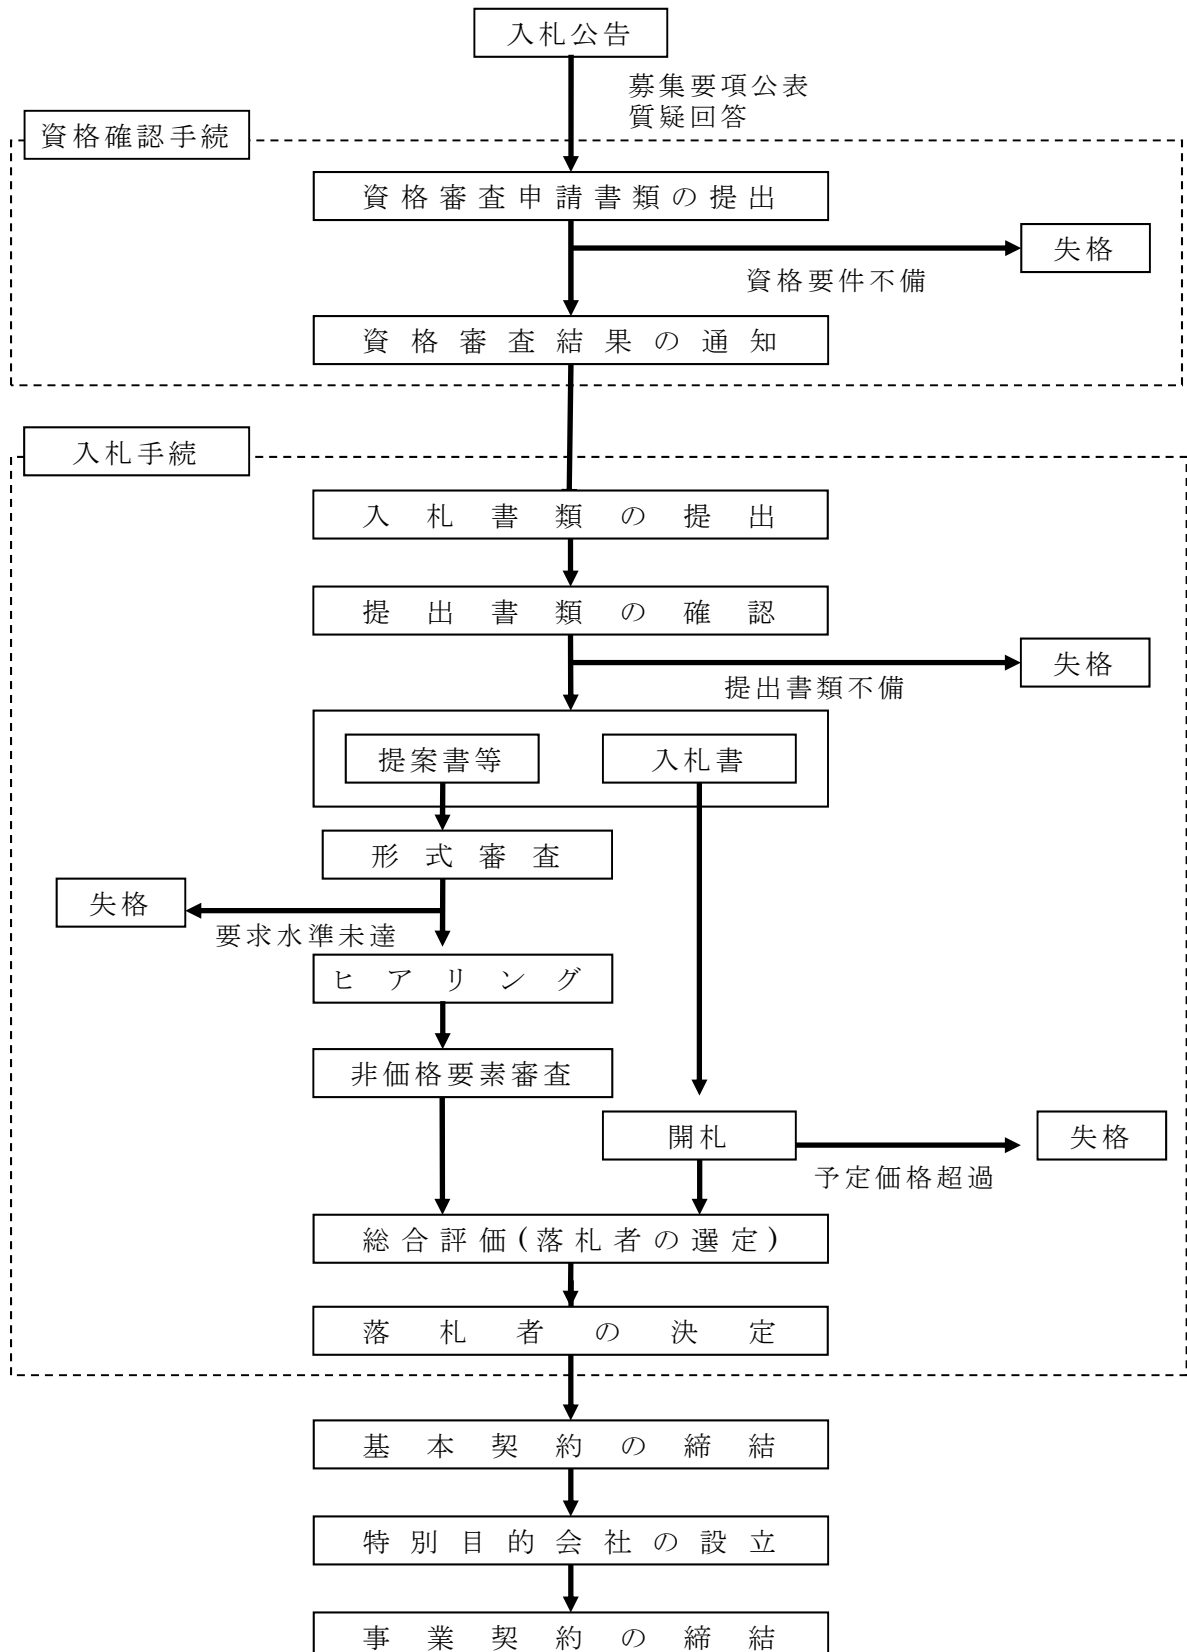 入札公告
募集要項公表
質疑回答
資格確認手続
資格審査申請書類の提出
失格
資格要件不備
資格審査結果の通知
入札手続
入札書類の提出
提出書類の確認
失格
提出書類不備
提案書等
入札書
形式審査
失格
要求水準未達
ヒアリング
非価格要素審査
開札
失格
予定価格超過
総合評価(落札者の選定)
落札者の決定
基本契約の締結
特別目的会社の設立
事業契約の締結